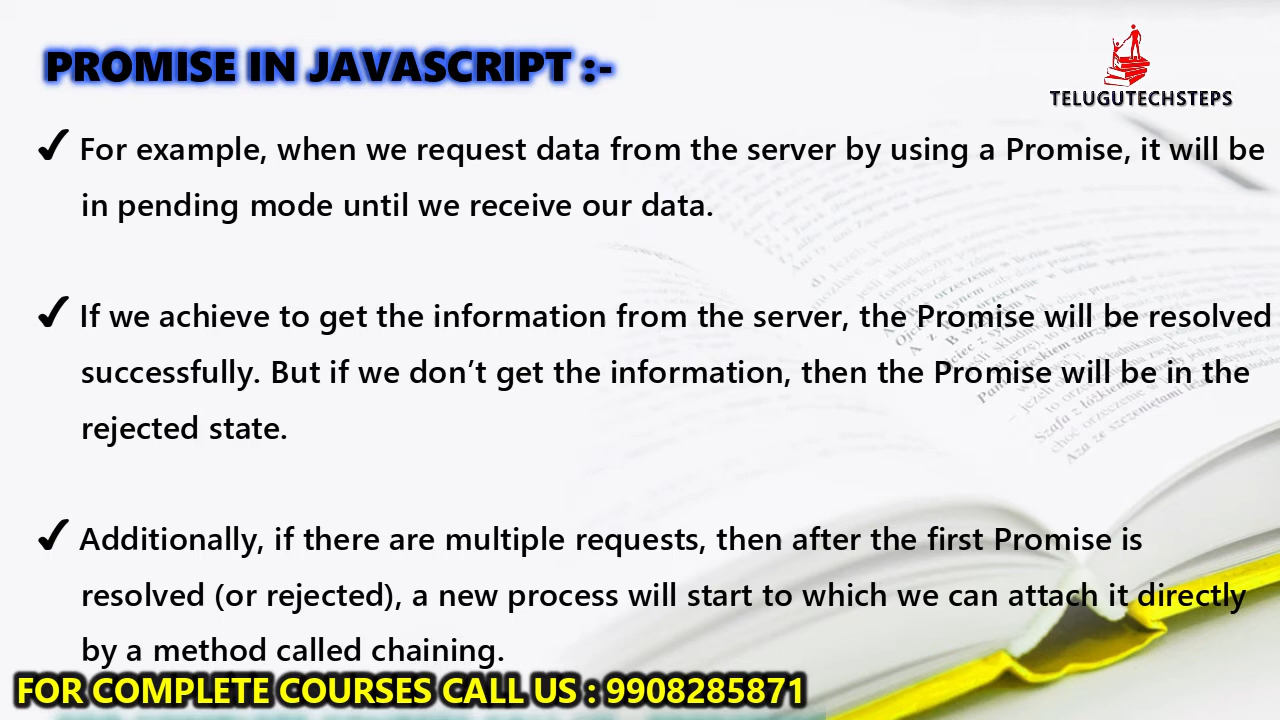 PROMISE IN JAVASCRIPT :-
TELUGUTECHSTEPS
✔ For example, when we request data from the server by using a Promise, it will be
in pending mode until we receive our data.
✔ If we achieve to get the information from the server, the Promise will be resolved
successfully. But if we don’t get the information, then the Promise will be in the
rejected state.
✔ Additionally, if there are multiple requests, then after the first Promise is
resolved (or rejected), a new process will start to which we can attach it directly
by a method called chaining.
FOR COMPLETE COURSES CALL US : 9908285871